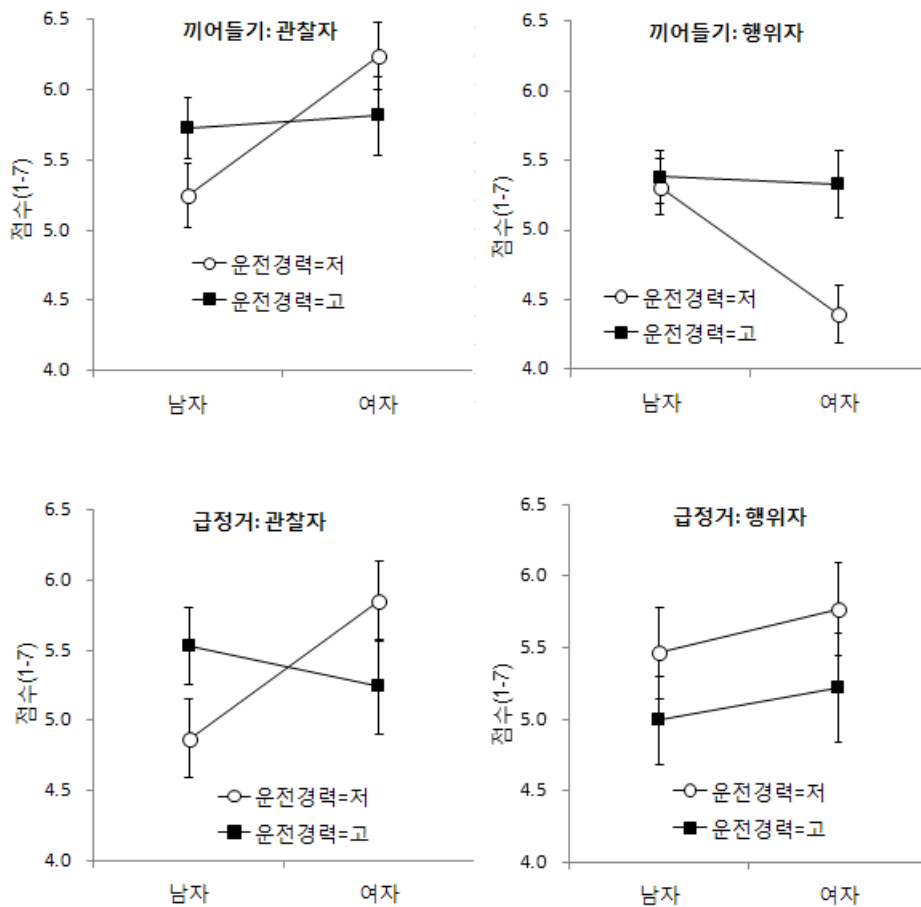 끼어들기: 관찰자
6.5
6.0
5.5
5.0
4.5
4.0
점수(1-7)
운전경력=저
운전경력=고
남자
여자
끼어들기: 행위자
6.5
6.0
5.5
5.0
4.5
4.0
점수(1-7)
운전경력=저
운전경력=고
남자
여자
급정거: 관찰자
6.5
6.0
5.5
5.0
4.5
4.0
점수(1-7)
운전경력=저
운전경력=고
남자
여자
급정거: 행위자
6.5
6.0
5.5
5.0
4.5
4.0
점수(1-7)
운전경력=저
운전경력=고
남자
여자